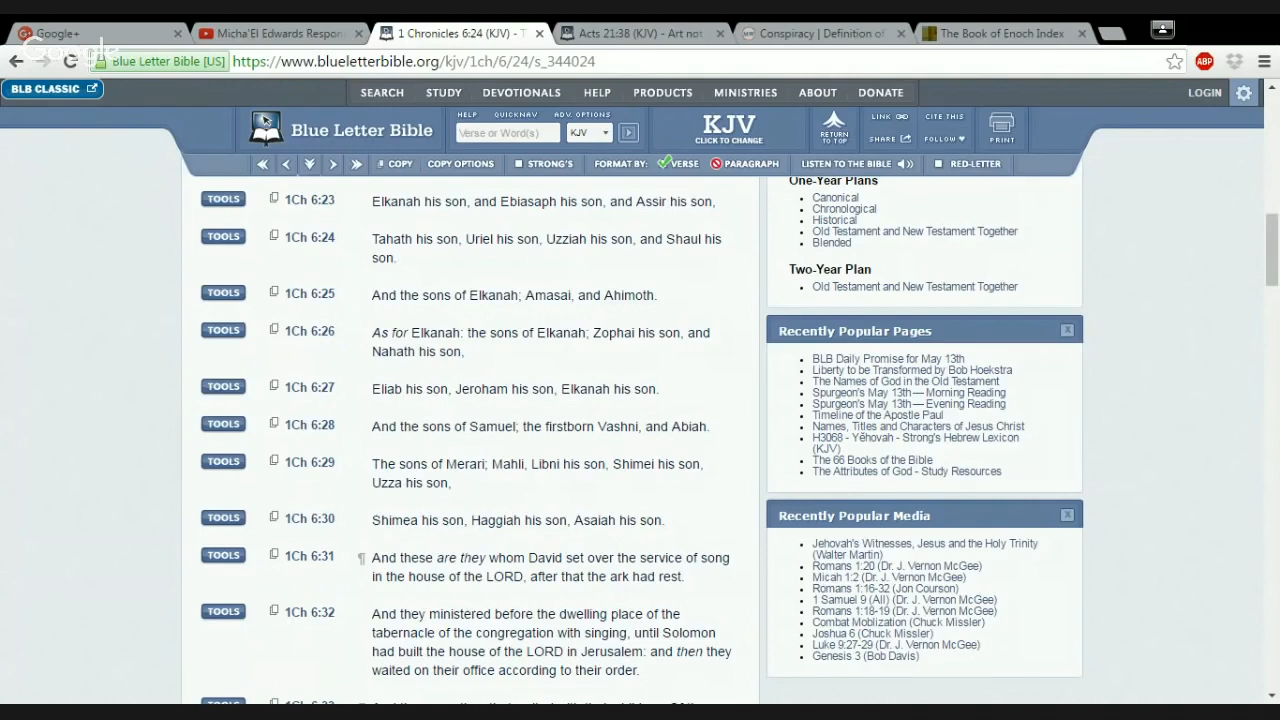 Google+
Micha'El Edwards Respon
1 Chronicles 6:24 (KJV) - T
Acts 21:38 (KJV) - Art not
Conspiracy | Definition of
The Book of Enoch Index
Google
Blue Letter Bible [US]
https://www.blueletterbible.org/kjv/1ch/6/24/s_344024
ABP
BLB CLASSIC
SEARCH STUDY DEVOTIONALS HELP PRODUCTS MINISTRIES ABOUT DONATE
LOGIN
Blue Letter Bible
HELP QUICKNAV ADV. OPTIONS
Verse or Word(s)
KJV
KJV
CLICK TO CHANGE
RETURN
TO TOP
LINK
CITE THIS
SHARE
FOLLOW
PRINT
COPY COPY OPTIONS STRONG'S FORMAT BY: VERSE PARAGRAPH LISTEN TO THE BIBLE RED-LETTER
TOOLS 1Ch 6:23 Elkanah his son, and Ebiasaph his son, and Assir his son,
TOOLS 1Ch 6:24 Tahath his son, Uriel his son, Uzziah his son, and Shaul his
son.
TOOLS 1Ch 6:25 And the sons of Elkanah; Amasai, and Ahimoth.
TOOLS 1Ch 6:26 As for Elkanah: the sons of Elkanah; Zophai his son, and
Nahath his son,
TOOLS 1Ch 6:27 Eliab his son, Jeroham his son, Elkanah his son.
TOOLS 1Ch 6:28 And the sons of Samuel; the firstborn Vashni, and Abiah.
TOOLS 1Ch 6:29 The sons of Merari; Mahli, Libni his son, Shimei his son,
Uzza his son,
TOOLS 1Ch 6:30 Shimea his son, Haggiah his son, Asaiah his son.
TOOLS 1Ch 6:31 ¶ And these are they whom David set over the service of song
in the house of the LORD, after that the ark had rest.
TOOLS 1Ch 6:32 And they ministered before the dwelling place of the
tabernacle of the congregation with singing, until Solomon
had built the house of the LORD in Jerusalem: and then they
waited on their office according to their order.
One-Year Plans
• Canonical
• Chronological
• Historical
• Old Testament and New Testament Together
• Blended
Two-Year Plan
• Old Testament and New Testament Together
Recently Popular Pages
• BLB Daily Promise for May 13th
• Liberty to be Transformed by Bob Hoekstra
• The Names of God in the Old Testament
• Spurgeon's May 13th—Morning Reading
• Spurgeon's May 13th—Evening Reading
• Timeline of the Apostle Paul
• Names, Titles and Characters of Jesus Christ
• H3068 - Yĕhovah - Strong's Hebrew Lexicon
(KJV)
• The 66 Books of the Bible
• The Attributes of God - Study Resources
Recently Popular Media
• Jehovah's Witnesses, Jesus and the Holy Trinity
(Walter Martin)
• Romans 1:20 (Dr. J. Vernon McGee)
• Micah 1:2 (Dr. J. Vernon McGee)
• Romans 1:16-32 (Jon Courson)
• 1 Samuel 9 (All) (Dr. J. Vernon McGee)
• Romans 1:18-19 (Dr. J. Vernon McGee)
• Combat Moblization (Chuck Missler)
• Joshua 6 (Chuck Missler)
• Luke 9:27-29 (Dr. J. Vernon McGee)
• Genesis 3 (Bob Davis)